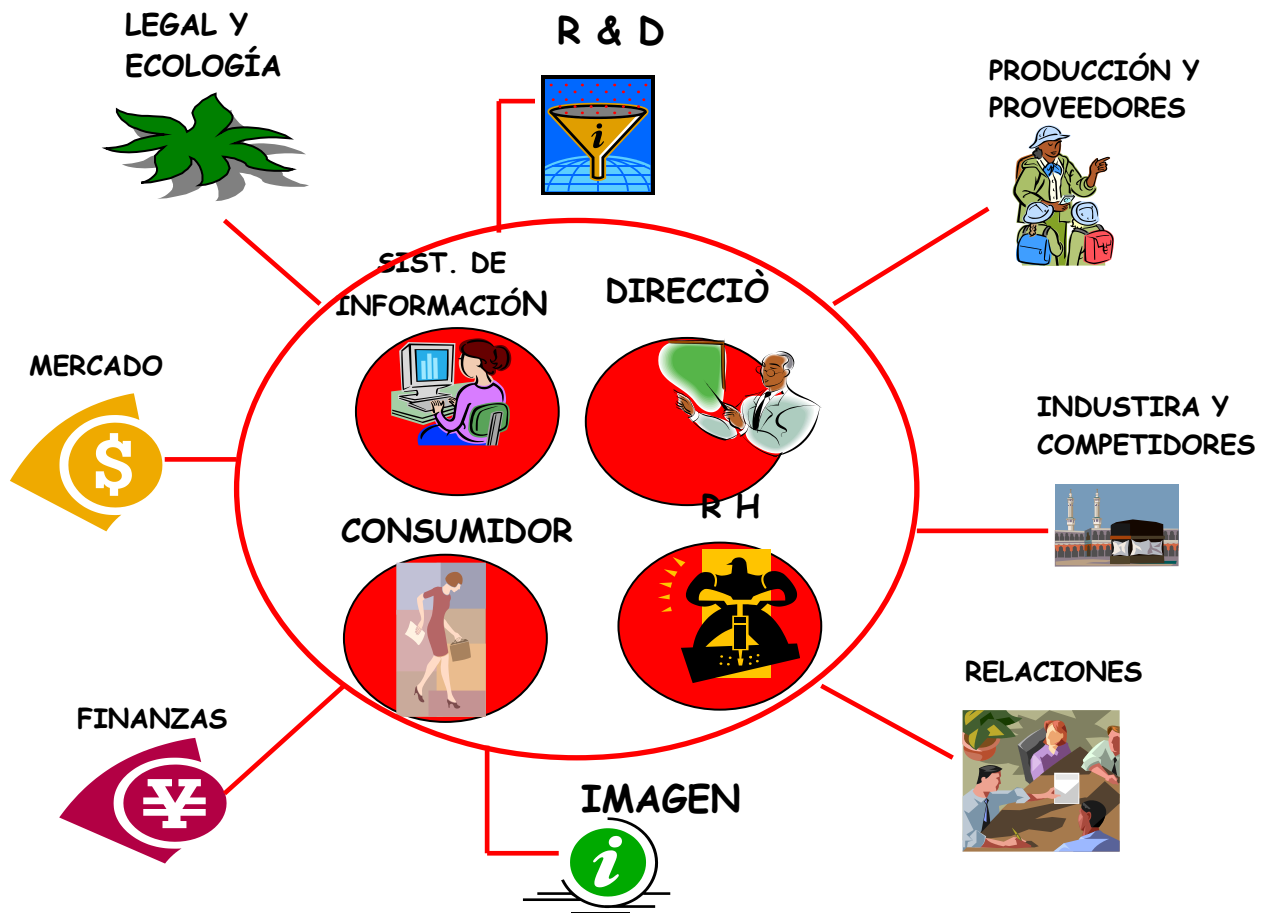 LEGAL Y
ECOLOGÍA
R & D
PRODUCCIÓN Y
PROVEEDORES
SIST. DE
INFORMACIÓN
DIRECCIÒ
MERCADO
$
INDUSTIRA Y
COMPETIDORES
R H
CONSUMIDOR
RELACIONES
FINANZAS
¥
IMAGEN
i
i